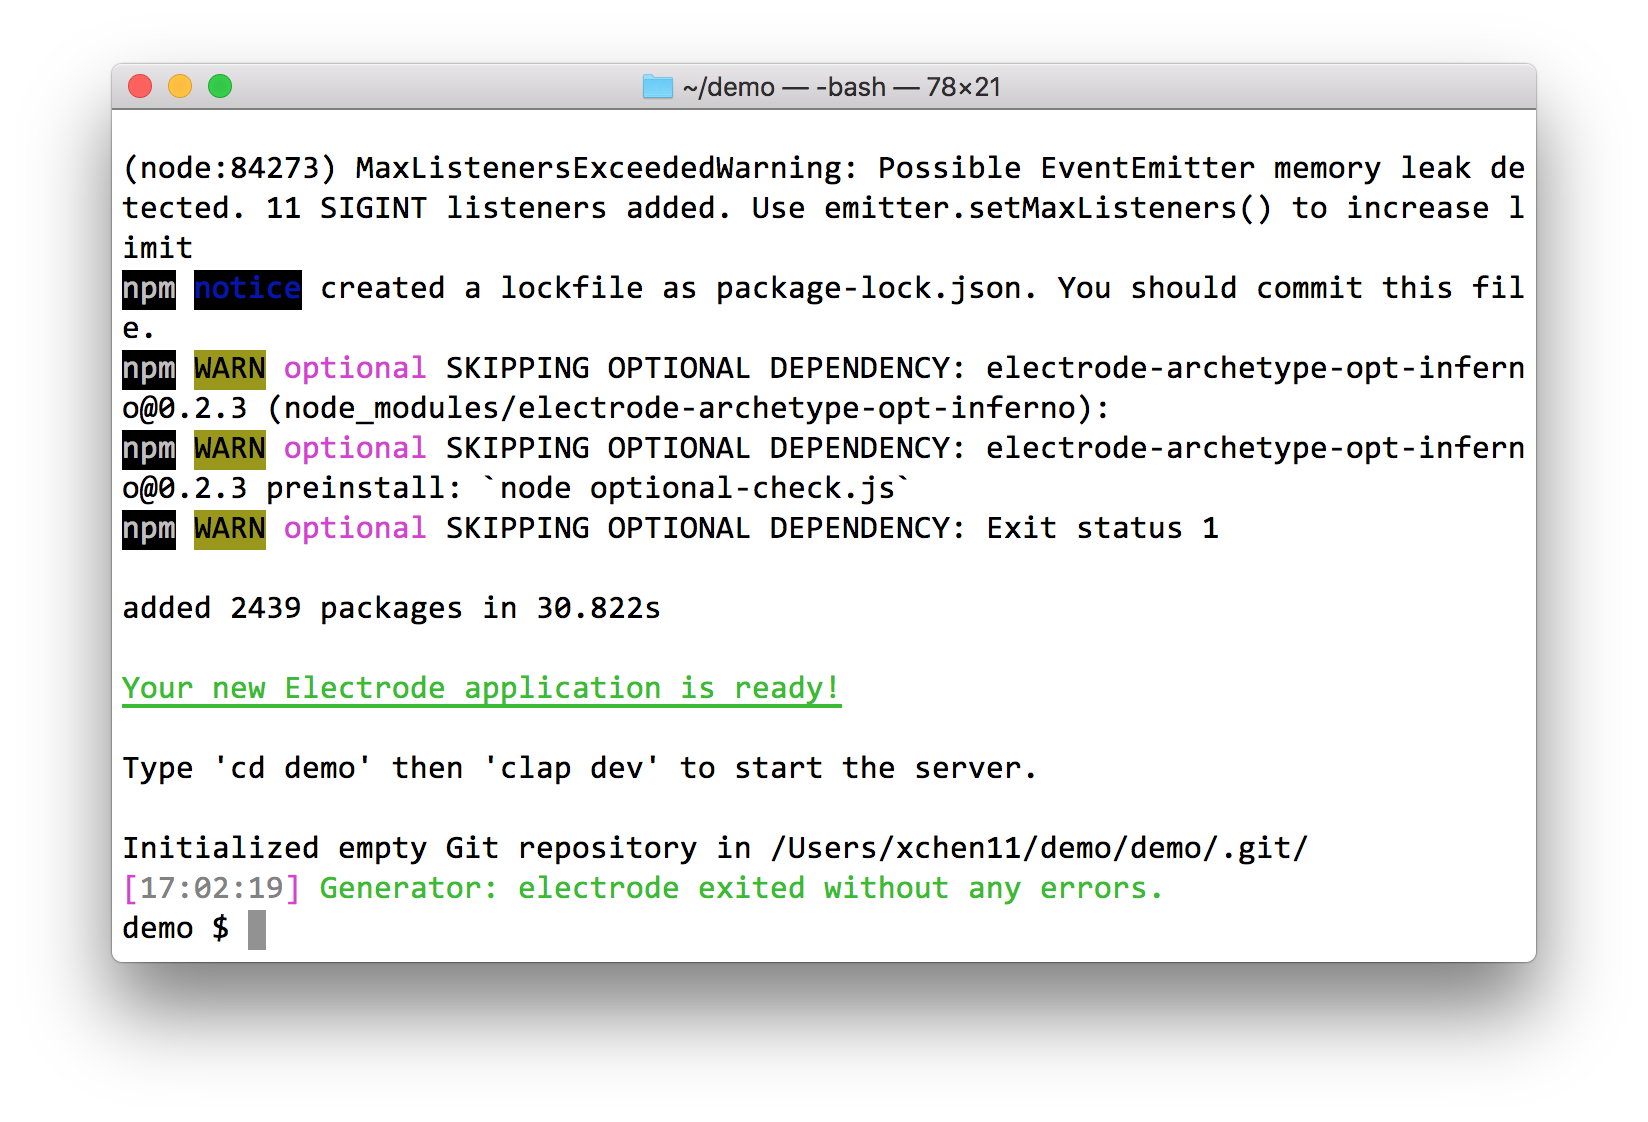 ~/demo — -bash — 78×21
(node:84273) MaxListenersExceededWarning: Possible EventEmitter memory leak de
tected. 11 SIGINT listeners added. Use emitter.setMaxListeners() to increase l
imit
npm notice created a lockfile as package-lock.json. You should commit this fil
e.
npm WARN optional SKIPPING OPTIONAL DEPENDENCY: electrode-archetype-opt-infern
o@0.2.3 (node_modules/electrode-archetype-opt-inferno):
npm WARN optional SKIPPING OPTIONAL DEPENDENCY: electrode-archetype-opt-infern
o@0.2.3 preinstall: `node optional-check.js`
npm WARN optional SKIPPING OPTIONAL DEPENDENCY: Exit status 1
added 2439 packages in 30.822s
Your new Electrode application is ready!
Type 'cd demo' then 'clap dev' to start the server.
Initialized empty Git repository in /Users/xchen11/demo/demo/.git/
[17:02:19] Generator: electrode exited without any errors.
demo $